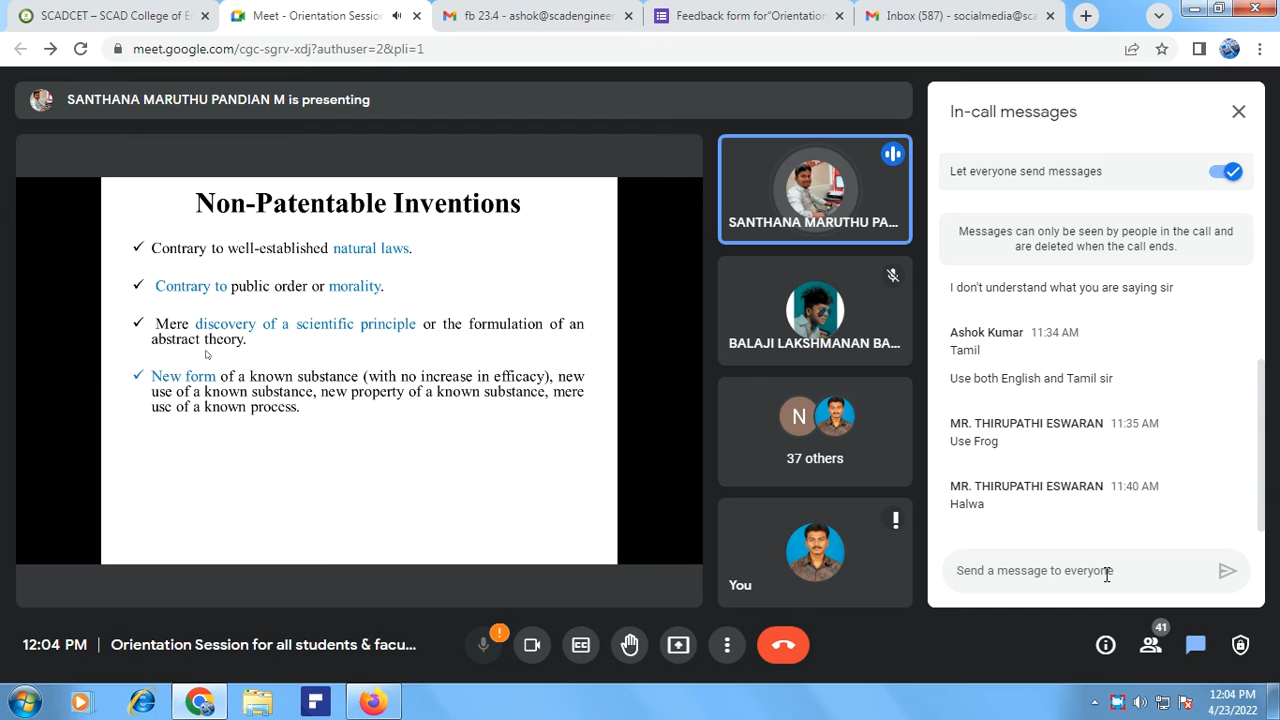 SCADCET – SCAD College of E
Meet - Orientation Sessio
fb 23.4 - ashok@scadengineer
Feedback form for"Orientation
Inbox (517) - socialmedia@sca
meet.google.com/cgc-sgrv-xdj?authuser=2&pli=1
SANTHANA MARUTHU PANDIAN M is presenting
Non-Patentable Inventions
✓ Contrary to well-established natural laws.
✓ Contrary to public order or morality.
✓ Mere discovery of a scientific principle or the formulation of an
abstract theory.
✓ New form of a known substance (with no increase in efficacy), new
use of a known substance, new property of a known substance, mere
use of a known process.
SANTHANA MARUTHU PA...
BALAJI LAKSHMANAN BA...
N
37 others
You
In-call messages
Let everyone send messages
Messages can only be seen by people in the call and
are deleted when the call ends.
I don't understand what you are saying sir
Ashok Kumar 11:34 AM
Tamil
Use both English and Tamil sir
MR. THIRUPATHI ESWARAN 11:35 AM
Use Frog
MR. THIRUPATHI ESWARAN 11:40 AM
Halwa
Send a message to everyone
12:04 PM | Orientation Session for all students & facu...
CC
41
12:04 PM
4/23/2022